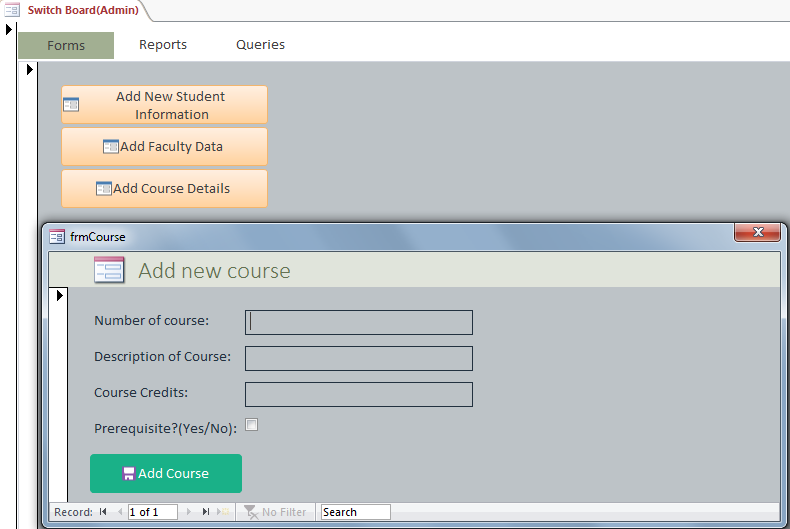 Switch Board(Admin)
Forms Reports Queries
Add New Student
Information
Add Faculty Data
Add Course Details
frmCourse
Add new course
Number of course:
Description of Course:
Course Credits:
Prerequisite?(Yes/No):
Add Course
Record: 1 of 1 No Filter Search